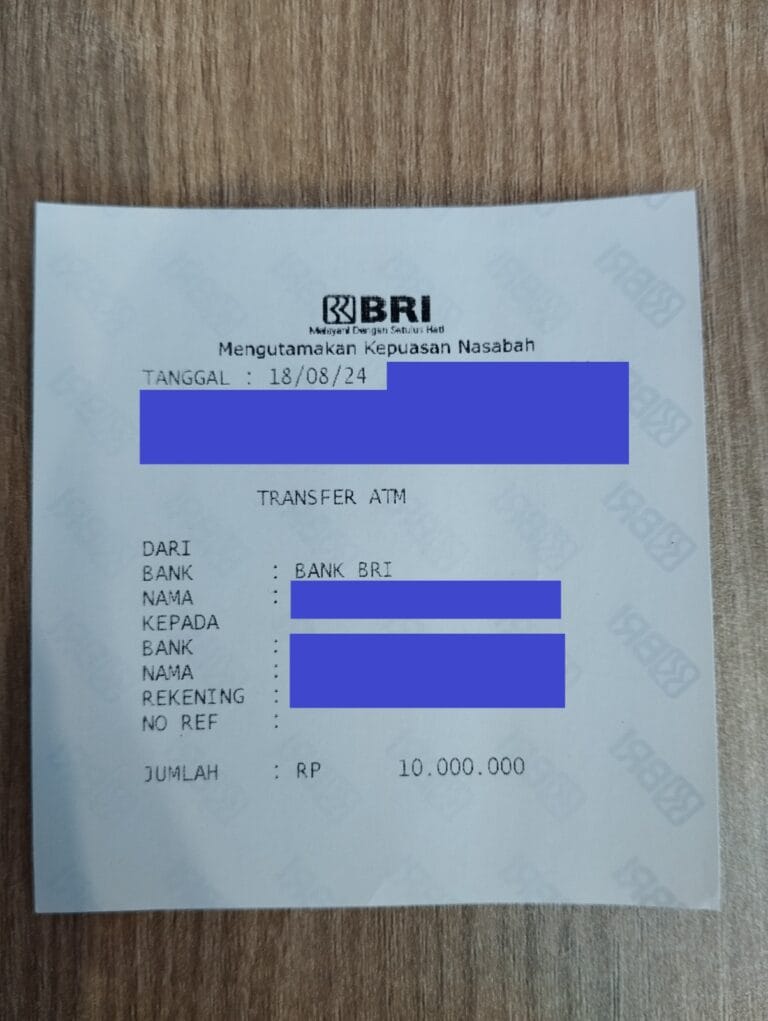 BRI
Melayani Dengan Setulus Hati
Mengutamakan Kepuasan Nasabah
TANGGAL : 18/08/24
TRANSFER ATM
DARI
BANK : BANK BRI
NAMA :
KEPADA
BANK :
NAMA :
REKENING :
NO REF :
JUMLAH : RP 10.000.000